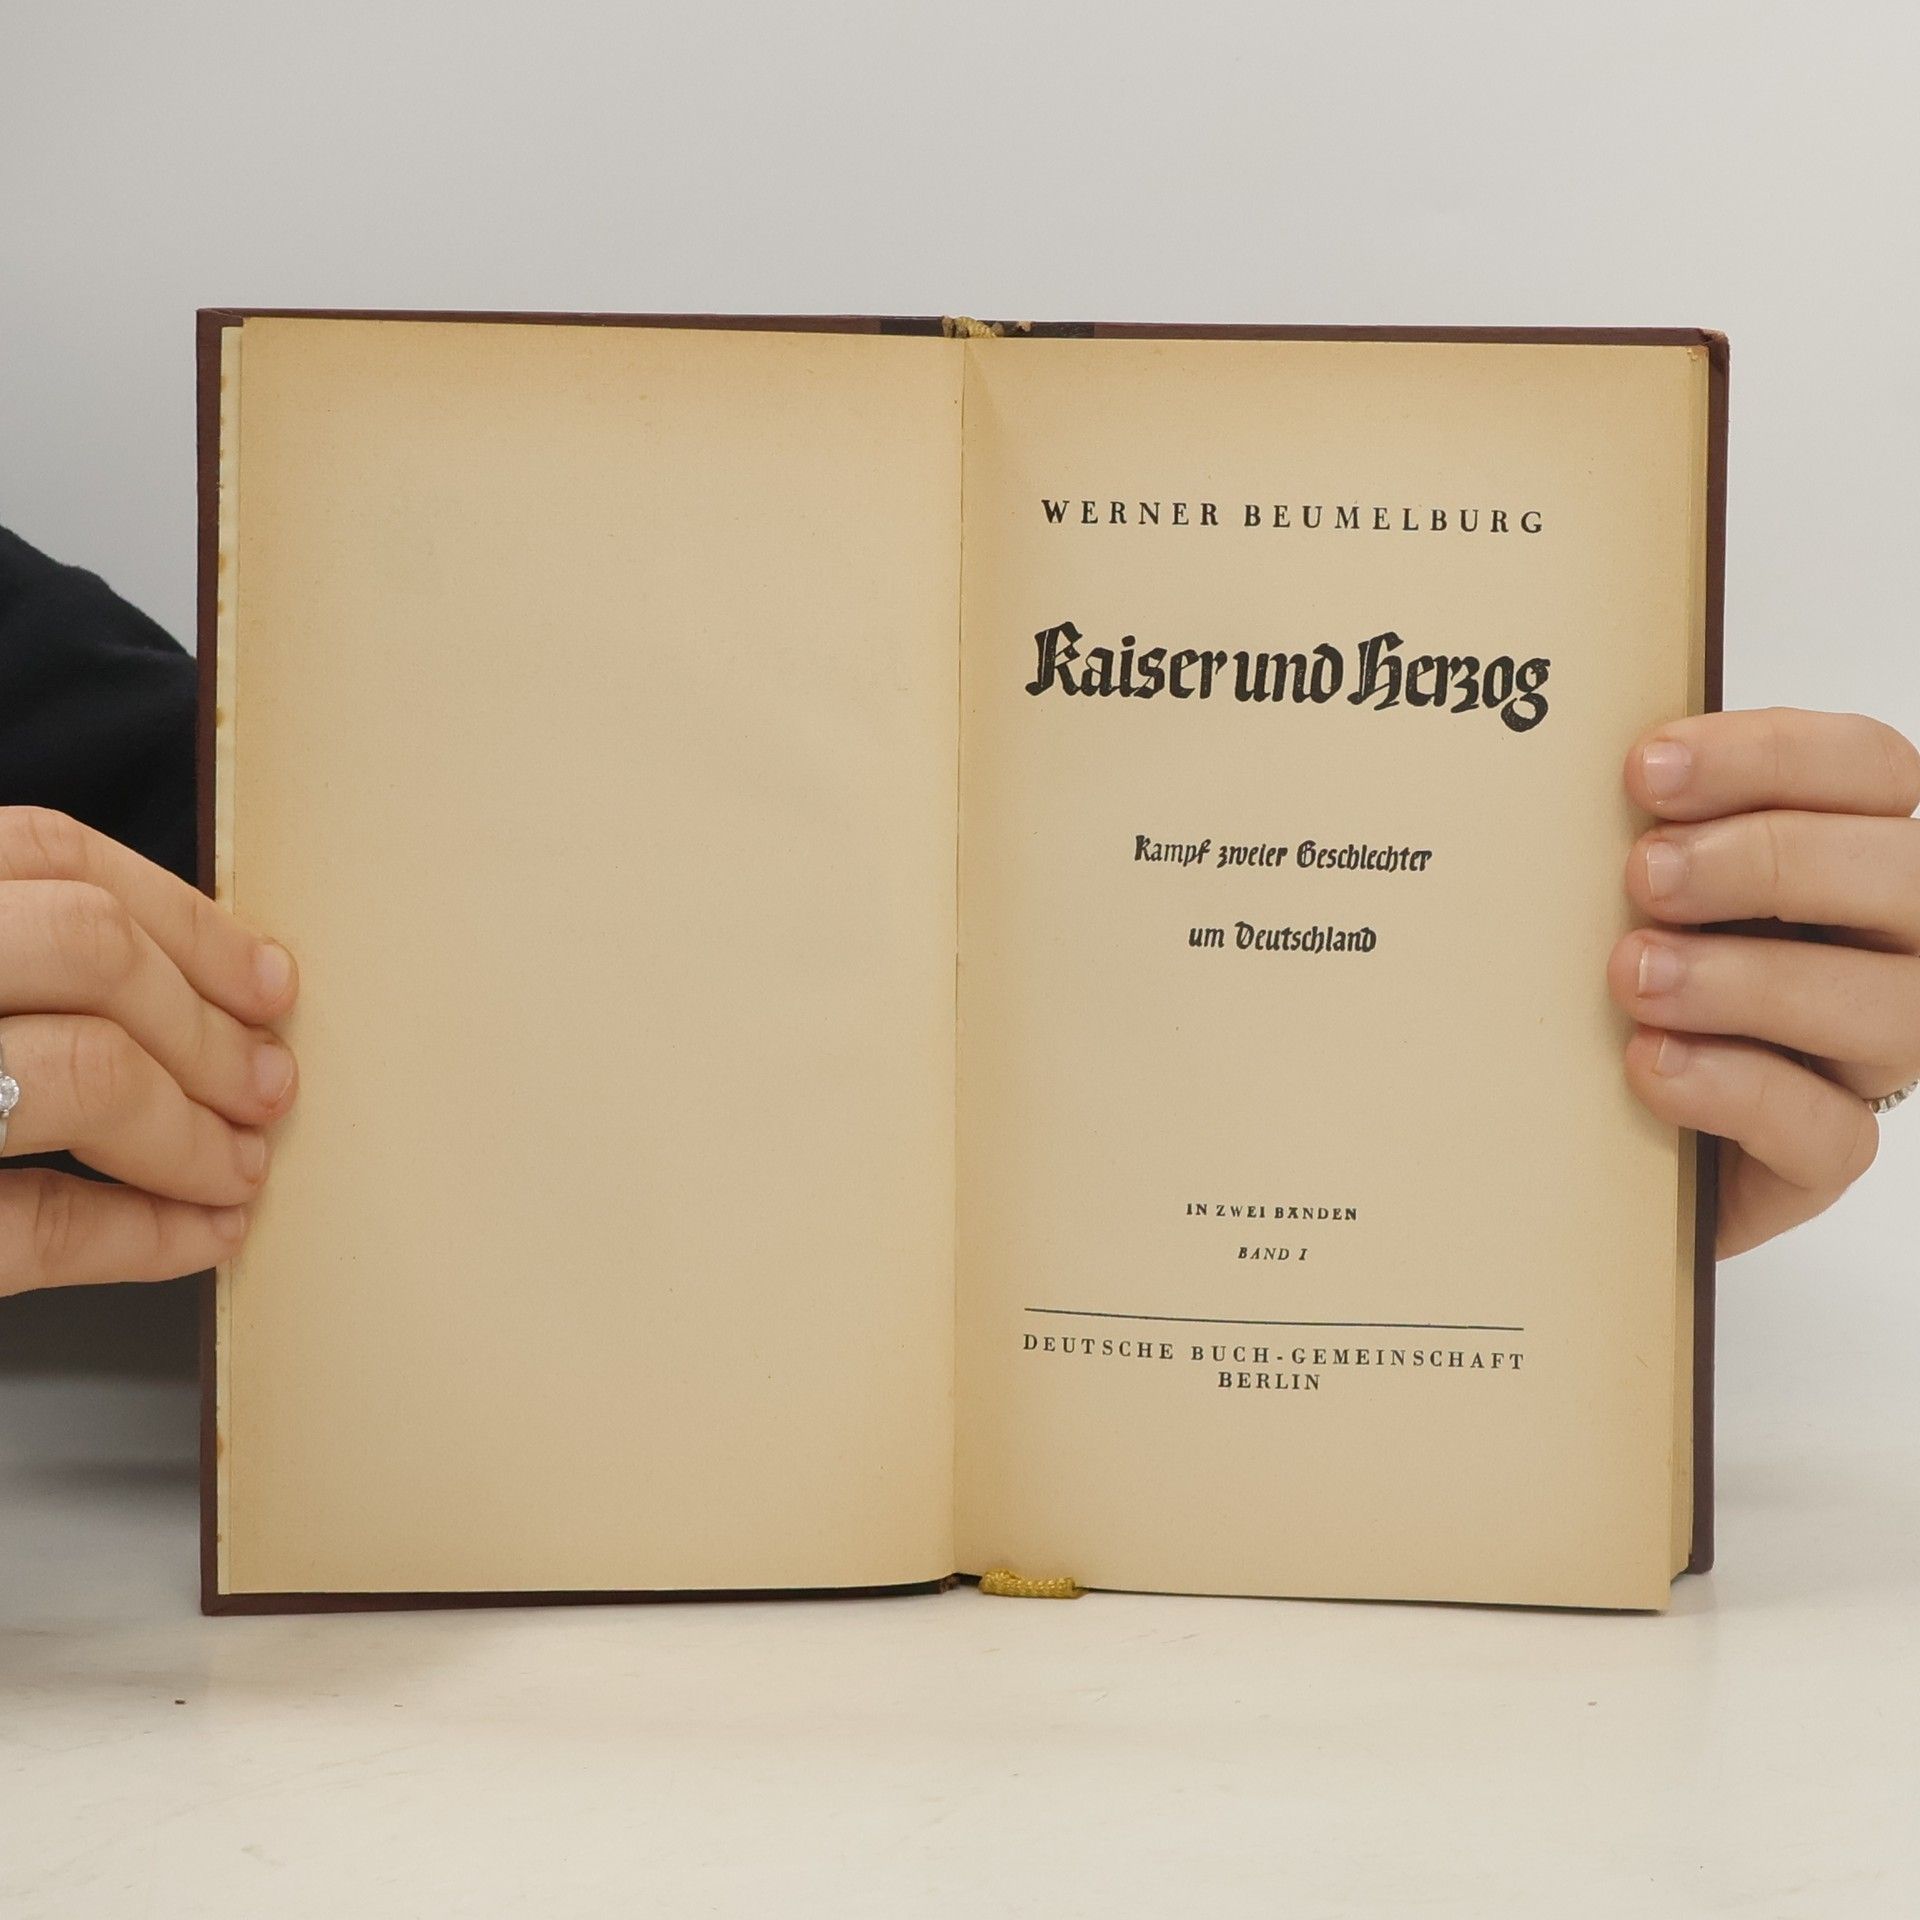 WERNER BEUMELBURG
Kaiser und Herzog
Kampf zweier Geschlechter
um Deutschland
IN ZWEI BÄNDEN
BAND I
DEUTSCHE BUCH-GEMEINSCHAFT
BERLIN